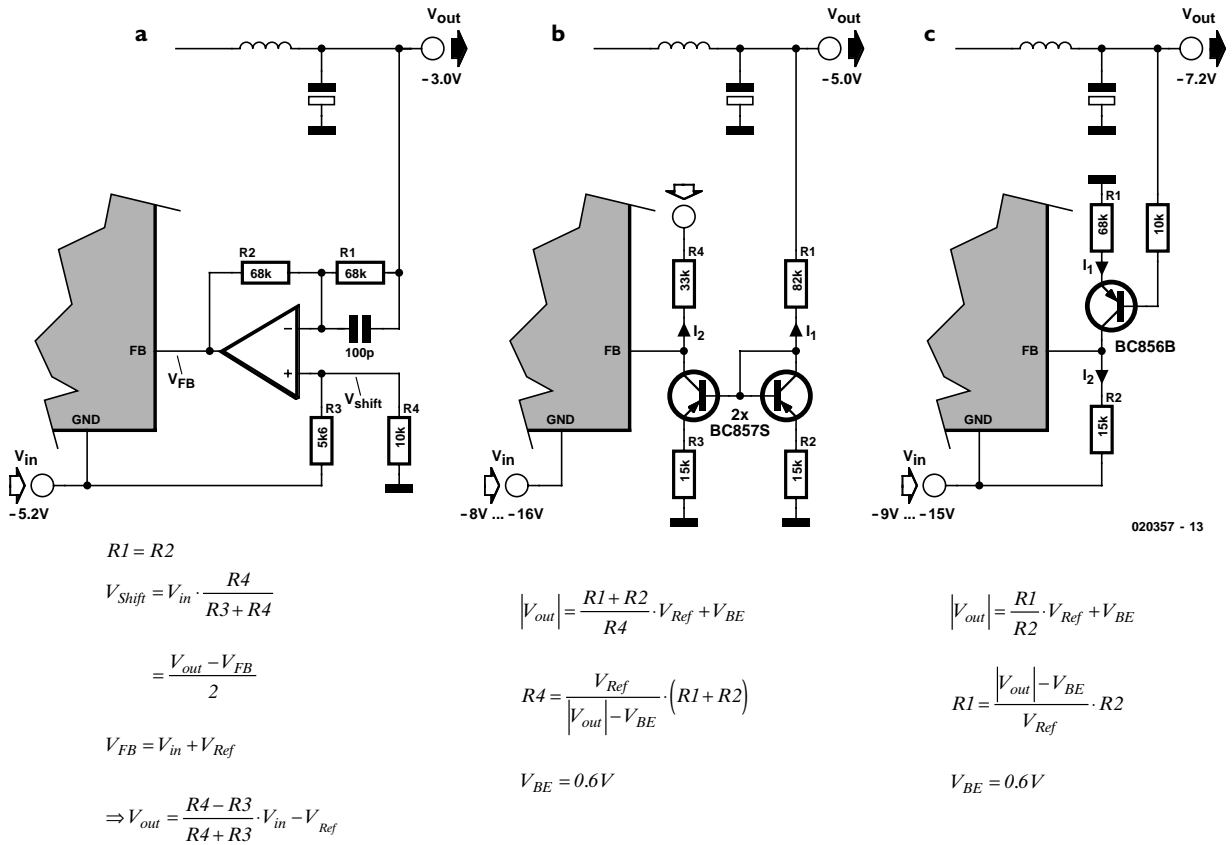 a
Vout
−3.0V
R2
68k
R1
68k
100p
FB
VFB
−
+
Vshift
R3
5k6
R4
10k
GND
Vin
−5.2V
R1 = R2
VShift = Vin · R4 / (R3 + R4)
= (Vout − VFB) / 2
VFB = Vin + VRef
⇒ Vout = (R4 − R3) / (R4 + R3) · Vin − VRef
b
Vout
−5.0V
R4
33k
I2
R1
82k
I1
FB
2x
BC857S
R3
15k
R2
15k
GND
Vin
−8V ... −16V
|Vout| = (R1 + R2) / R4 · VRef + VBE
R4 = VRef / (|Vout| − VBE) · (R1 + R2)
VBE = 0.6V
c
Vout
−7.2V
R1
68k
10k
I1
BC856B
FB
I2
R2
15k
GND
Vin
−9V ... −15V
020357 - 13
|Vout| = R1 / R2 · VRef + VBE
R1 = (|Vout| − VBE) / VRef · R2
VBE = 0.6V